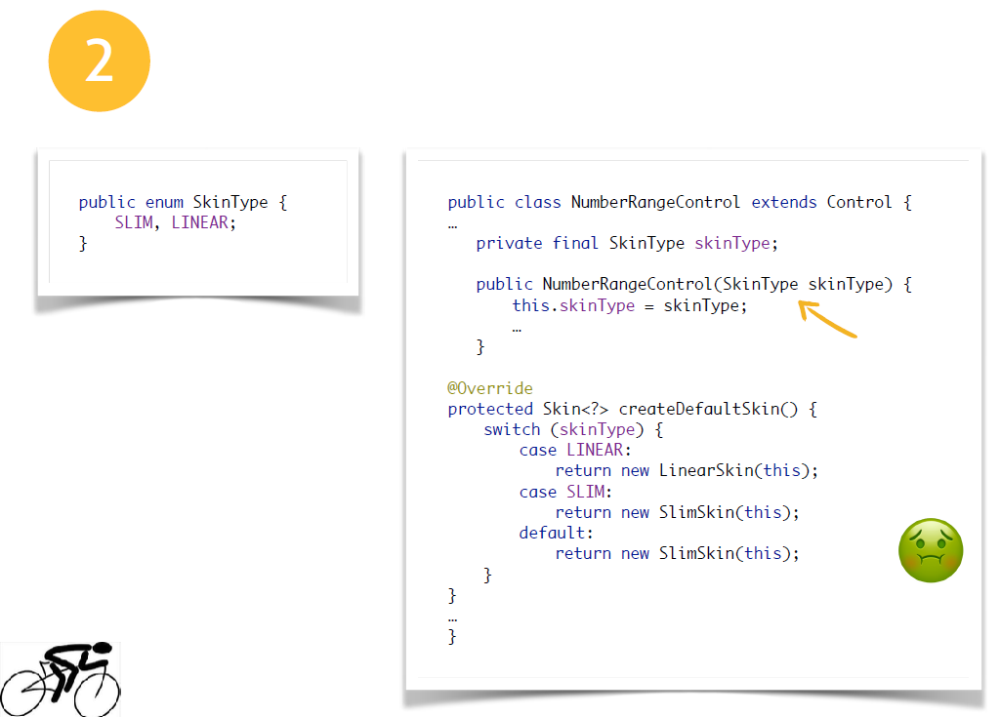 2
public enum SkinType {
SLIM, LINEAR;
}
public class NumberRangeControl extends Control {
…
private final SkinType skinType;
public NumberRangeControl(SkinType skinType) {
this.skinType = skinType;
…
}
@Override
protected Skin<?> createDefaultSkin() {
switch (skinType) {
case LINEAR:
return new LinearSkin(this);
case SLIM:
return new SlimSkin(this);
default:
return new SlimSkin(this);
}
}
…
}